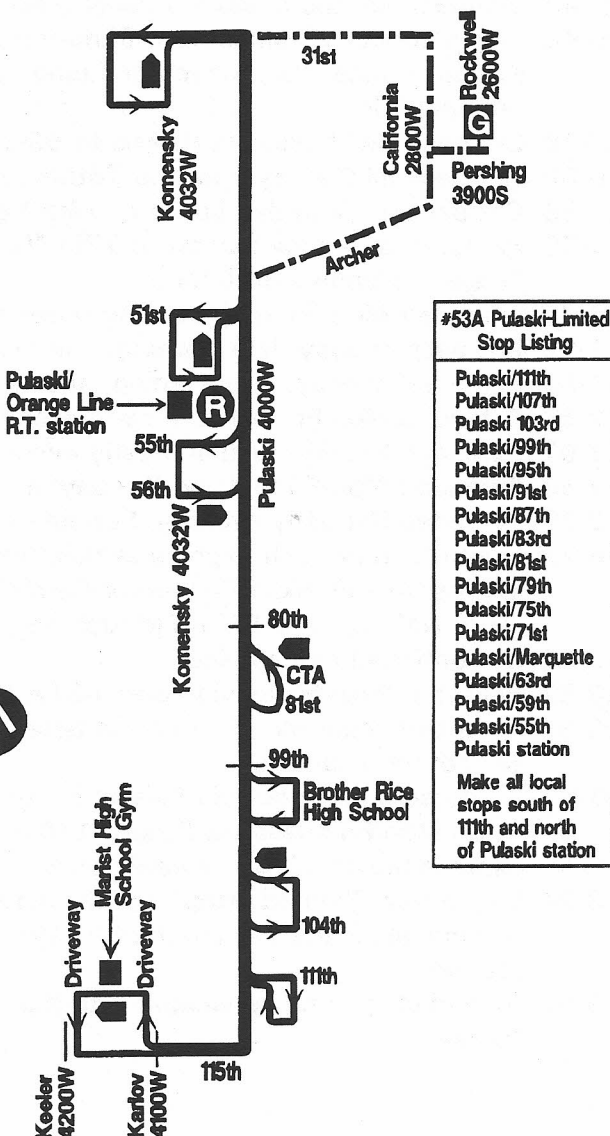 31st
California
2800W
Rockwell
2600W
G
Pershing
3900S
Komensky
4032W
Archer
51st
Pulaski/
Orange Line
R.T. station
R
55th
56th
Pulaski 4000W
Komensky 4032W
80th
CTA
81st
99th
Brother Rice
High School
Marist High
School Gym
Driveway
Driveway
104th
111th
115th
Keeler
4200W
Karlov
4100W
#53A Pulaski-Limited
Stop Listing
Pulaski/111th
Pulaski/107th
Pulaski 103rd
Pulaski/99th
Pulaski/95th
Pulaski/91st
Pulaski/87th
Pulaski/83rd
Pulaski/81st
Pulaski/79th
Pulaski/75th
Pulaski/71st
Pulaski/Marquette
Pulaski/63rd
Pulaski/59th
Pulaski/55th
Pulaski station
Make all local
stops south of
111th and north
of Pulaski station